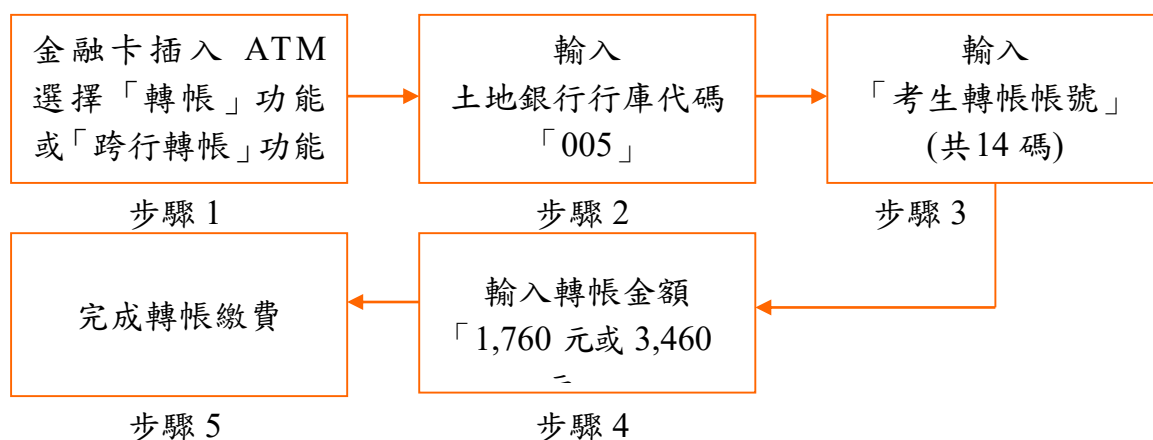 金融卡插入 ATM
選擇「轉帳」功能
或「跨行轉帳」功能
步驟 1
輸入
土地銀行行庫代碼
「005」
步驟 2
輸入
「考生轉帳帳號」
(共14 碼)
步驟 3
輸入轉帳金額
「1,760 元或 3,460
步驟 4
完成轉帳繳費
步驟 5